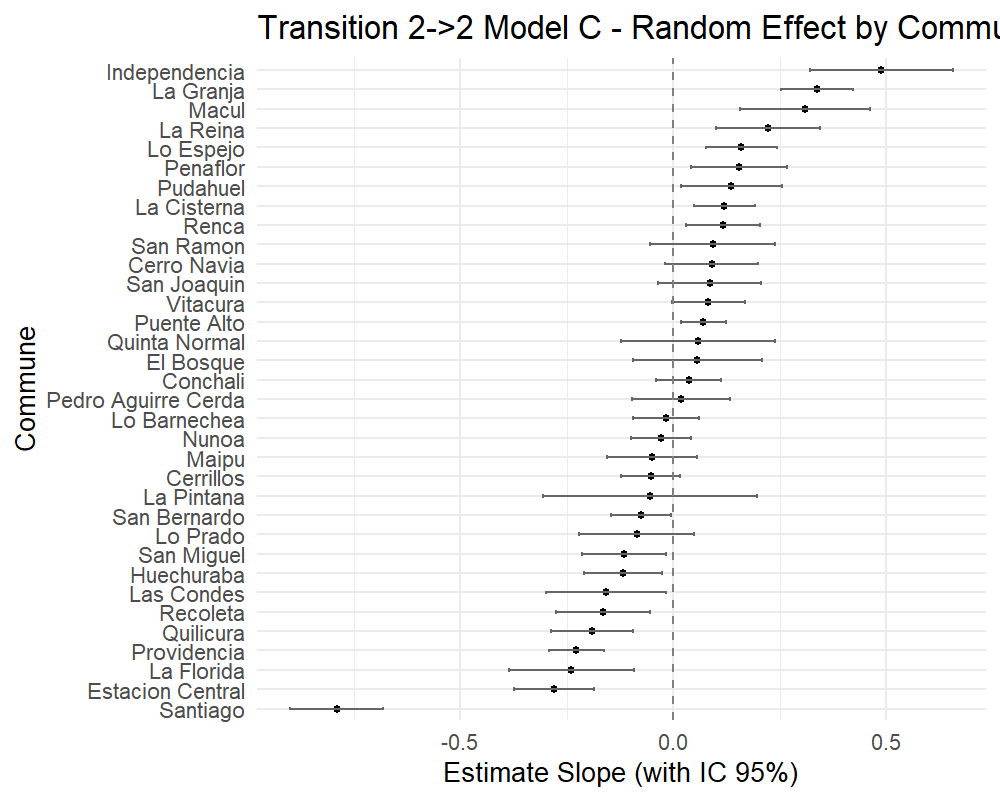 Transition 2->2 Model C - Random Effect by Commu
Commune
Independencia
La Granja
Macul
La Reina
Lo Espejo
Penaflor
Pudahuel
La Cisterna
Renca
San Ramon
Cerro Navia
San Joaquin
Vitacura
Puente Alto
Quinta Normal
El Bosque
Conchali
Pedro Aguirre Cerda
Lo Barnechea
Nunoa
Maipu
Cerrillos
La Pintana
San Bernardo
Lo Prado
San Miguel
Huechuraba
Las Condes
Recoleta
Quilicura
Providencia
La Florida
Estacion Central
Santiago
-0.5 0.0 0.5
Estimate Slope (with IC 95%)